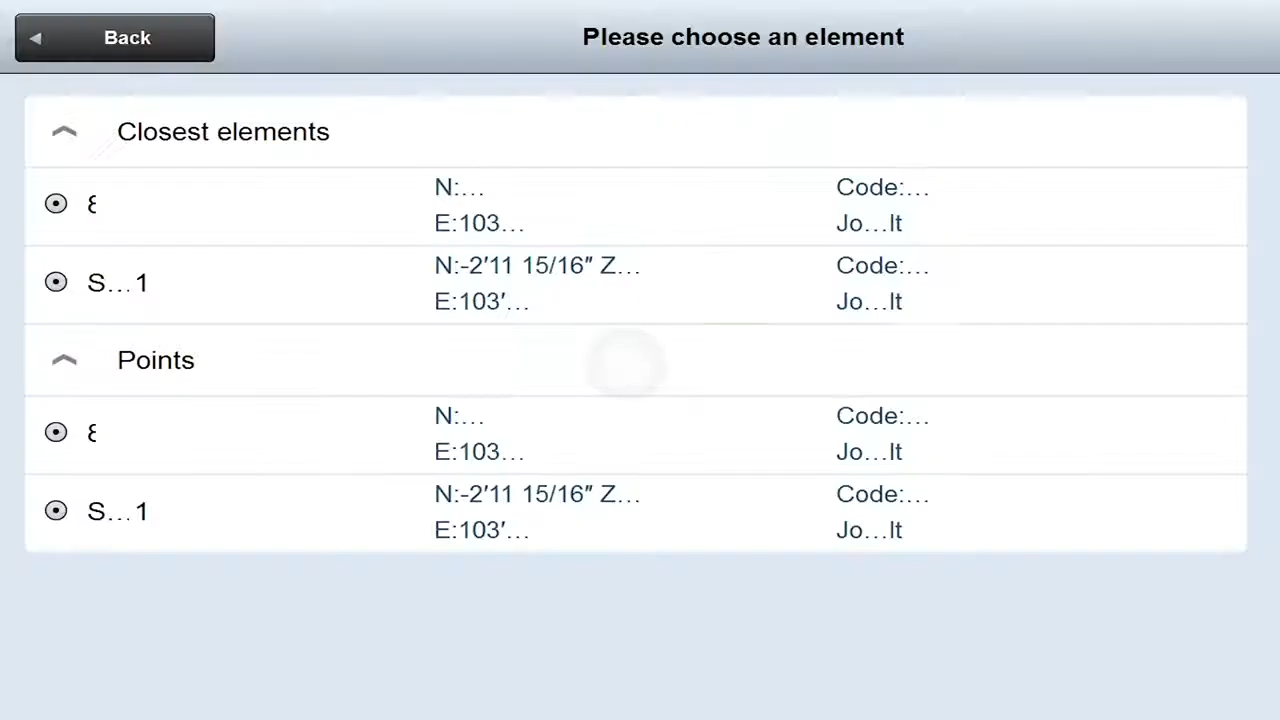 Back
Please choose an element
Closest elements
N:...
Code:...
E:103...
Jo...lt
S...1
N:-2′11 15/16″ Z...
Code:...
E:103′...
Jo...lt
Points
N:...
Code:...
E:103...
Jo...lt
S...1
N:-2′11 15/16″ Z...
Code:...
E:103′...
Jo...lt